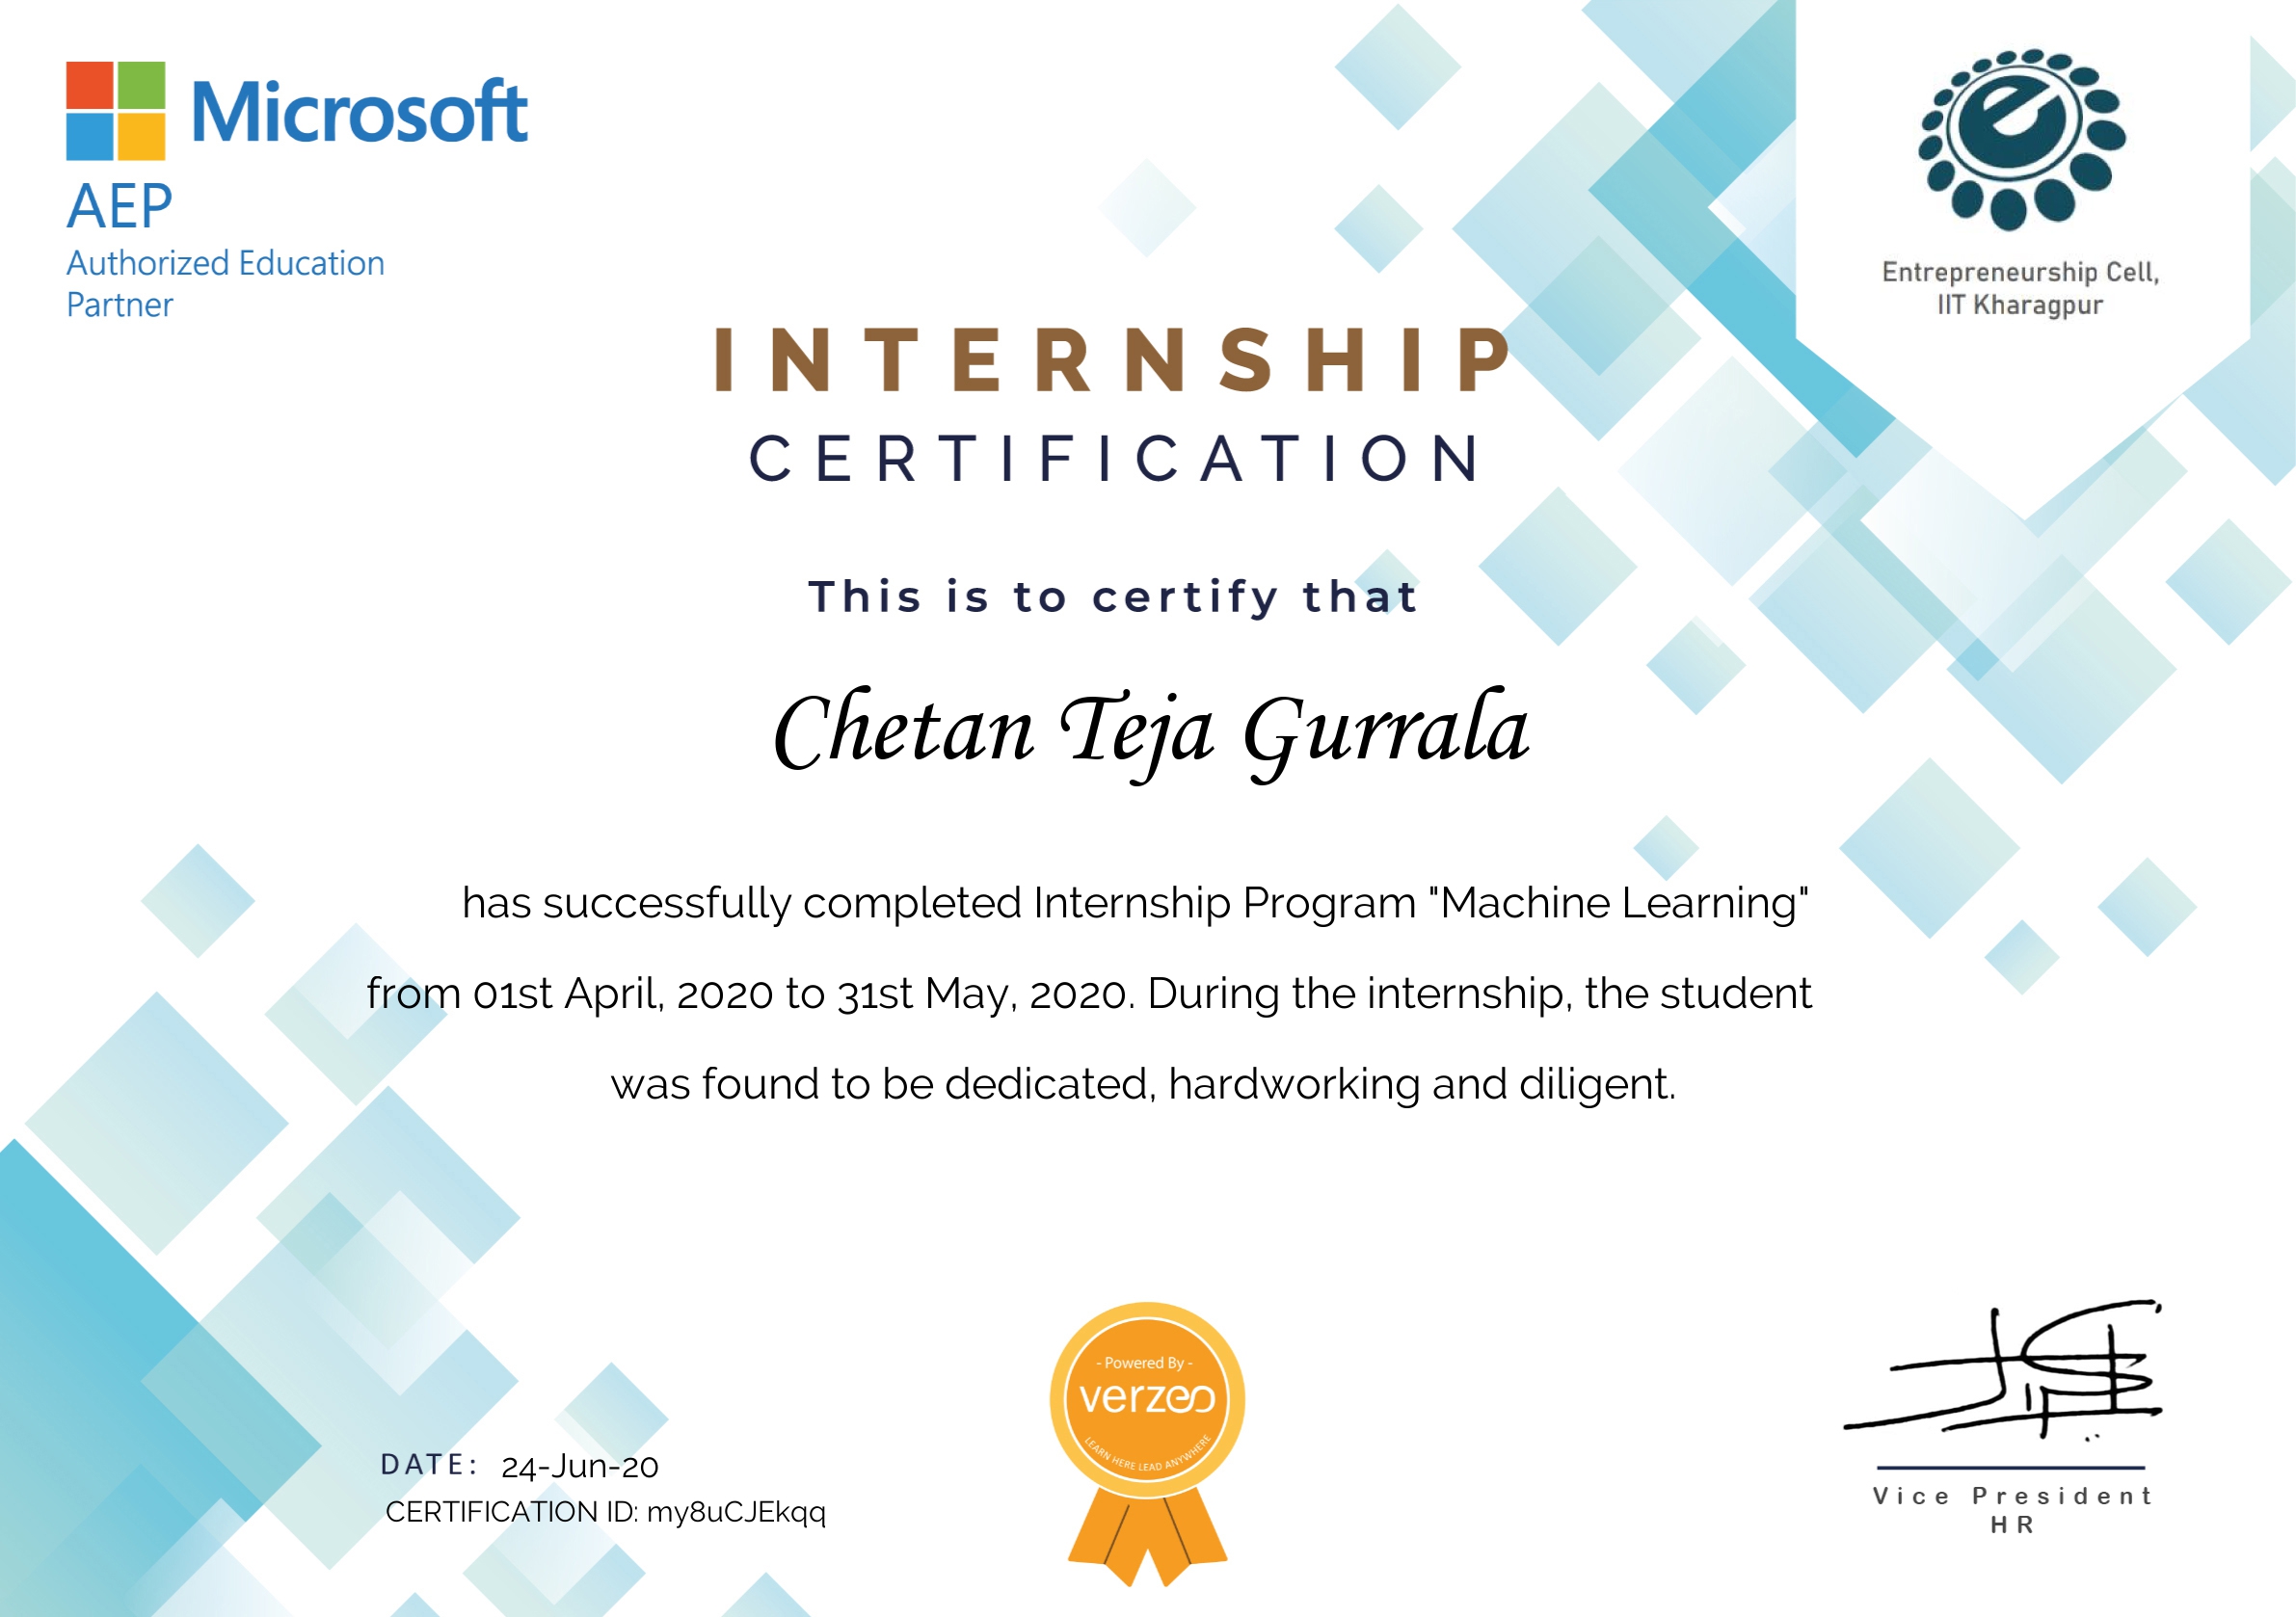 Microsoft
AEP
Authorized Education
Partner
Entrepreneurship Cell,
IIT Kharagpur
INTERNSHIP
CERTIFICATION
This is to certify that
Chetan Teja Gurrala
has successfully completed Internship Program "Machine Learning"
from 01st April, 2020 to 31st May, 2020. During the internship, the student
was found to be dedicated, hardworking and diligent.
- Powered By -
verzeo
LEARN HERE LEAD ANYWHERE
DATE: 24-Jun-20
CERTIFICATION ID: my8uCJEkqq
Vice President
HR